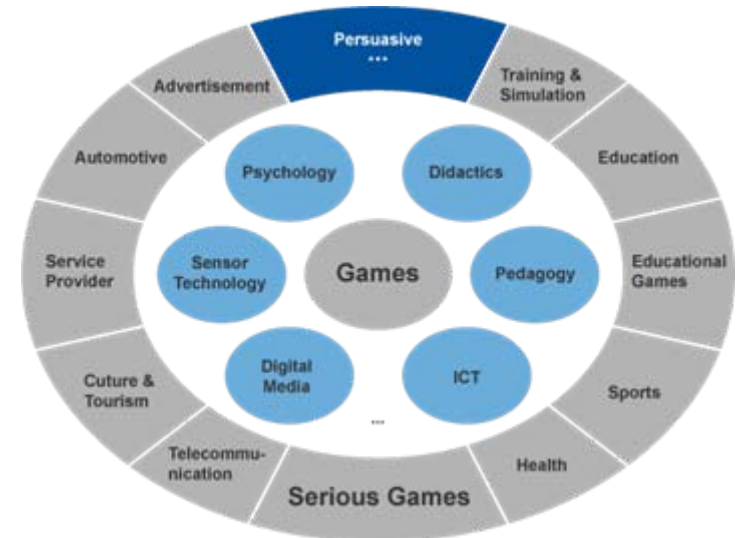 Persuasive
...
Training &
Simulation
Education
Educational
Games
Sports
Health
Serious Games
Telecommu-
nication
Cuture &
Tourism
Service
Provider
Automotive
Advertisement
Psychology
Didactics
Sensor
Technology
Games
Pedagogy
Digital
Media
ICT
...